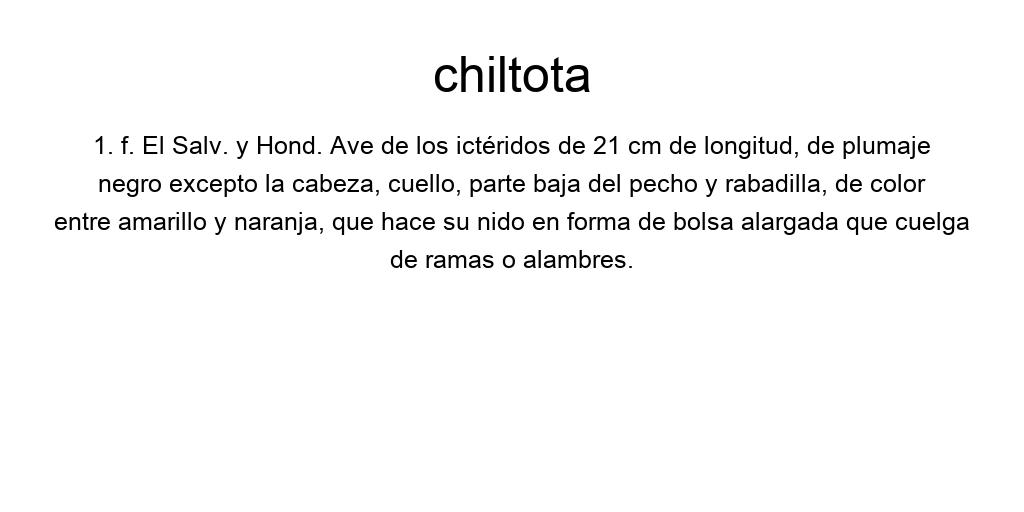 chiltota
1. f. El Salv. y Hond. Ave de los ictéridos de 21 cm de longitud, de plumaje
negro excepto la cabeza, cuello, parte baja del pecho y rabadilla, de color
entre amarillo y naranja, que hace su nido en forma de bolsa alargada que cuelga
de ramas o alambres.